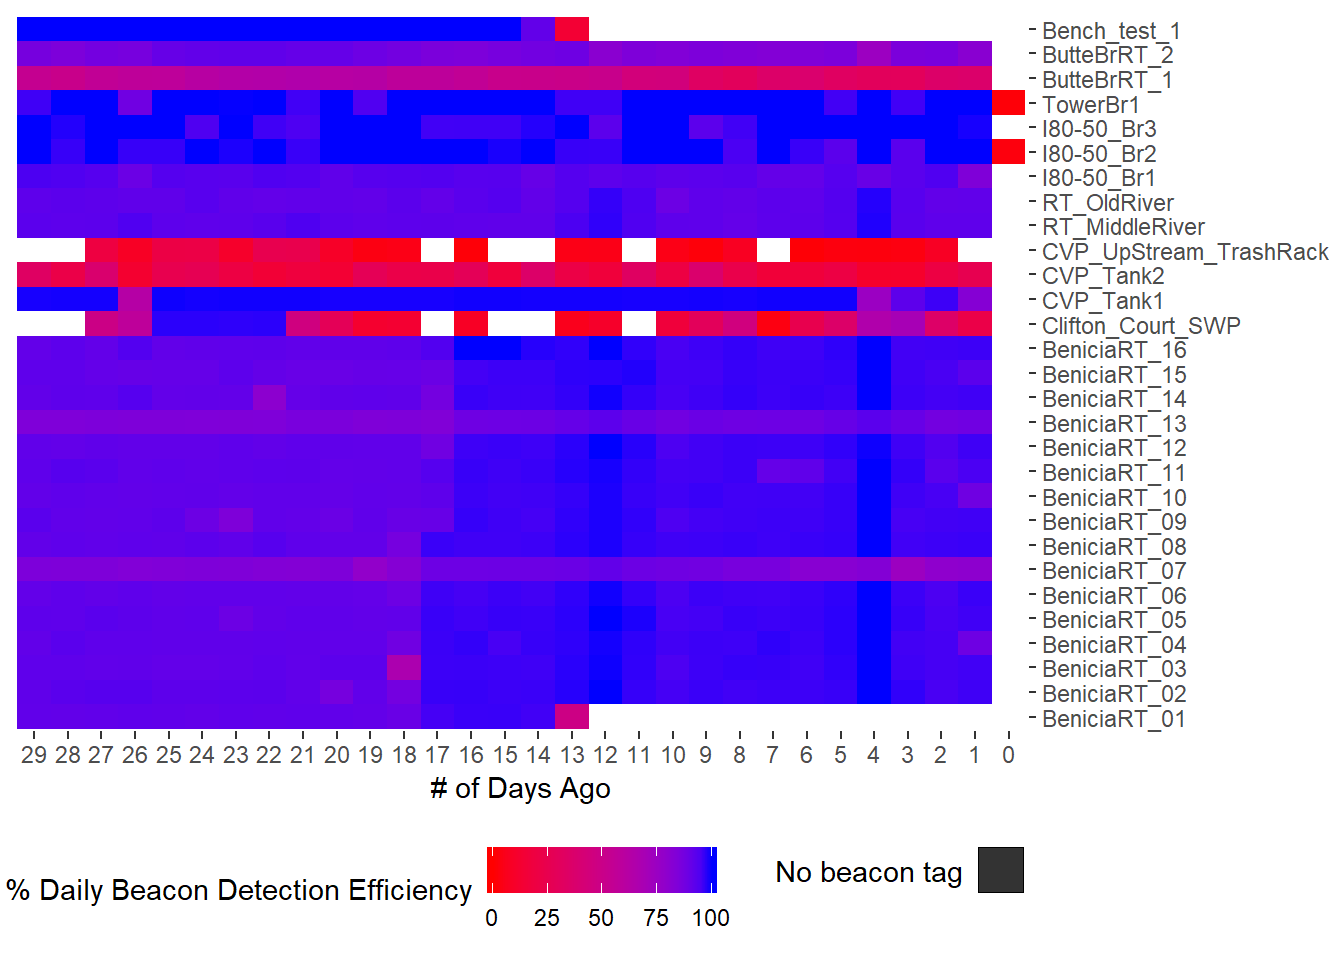 Bench_test_1
ButteBrRT_2
ButteBrRT_1
TowerBr1
I80-50_Br3
I80-50_Br2
I80-50_Br1
RT_OldRiver
RT_MiddleRiver
CVP_UpStream_TrashRack
CVP_Tank2
CVP_Tank1
Clifton_Court_SWP
BeniciaRT_16
BeniciaRT_15
BeniciaRT_14
BeniciaRT_13
BeniciaRT_12
BeniciaRT_11
BeniciaRT_10
BeniciaRT_09
BeniciaRT_08
BeniciaRT_07
BeniciaRT_06
BeniciaRT_05
BeniciaRT_04
BeniciaRT_03
BeniciaRT_02
BeniciaRT_01
29 28 27 26 25 24 23 22 21 20 19 18 17 16 15 14 13 12 11 10 9 8 7 6 5 4 3 2 1 0
# of Days Ago
% Daily Beacon Detection Efficiency
0 25 50 75 100
No beacon tag